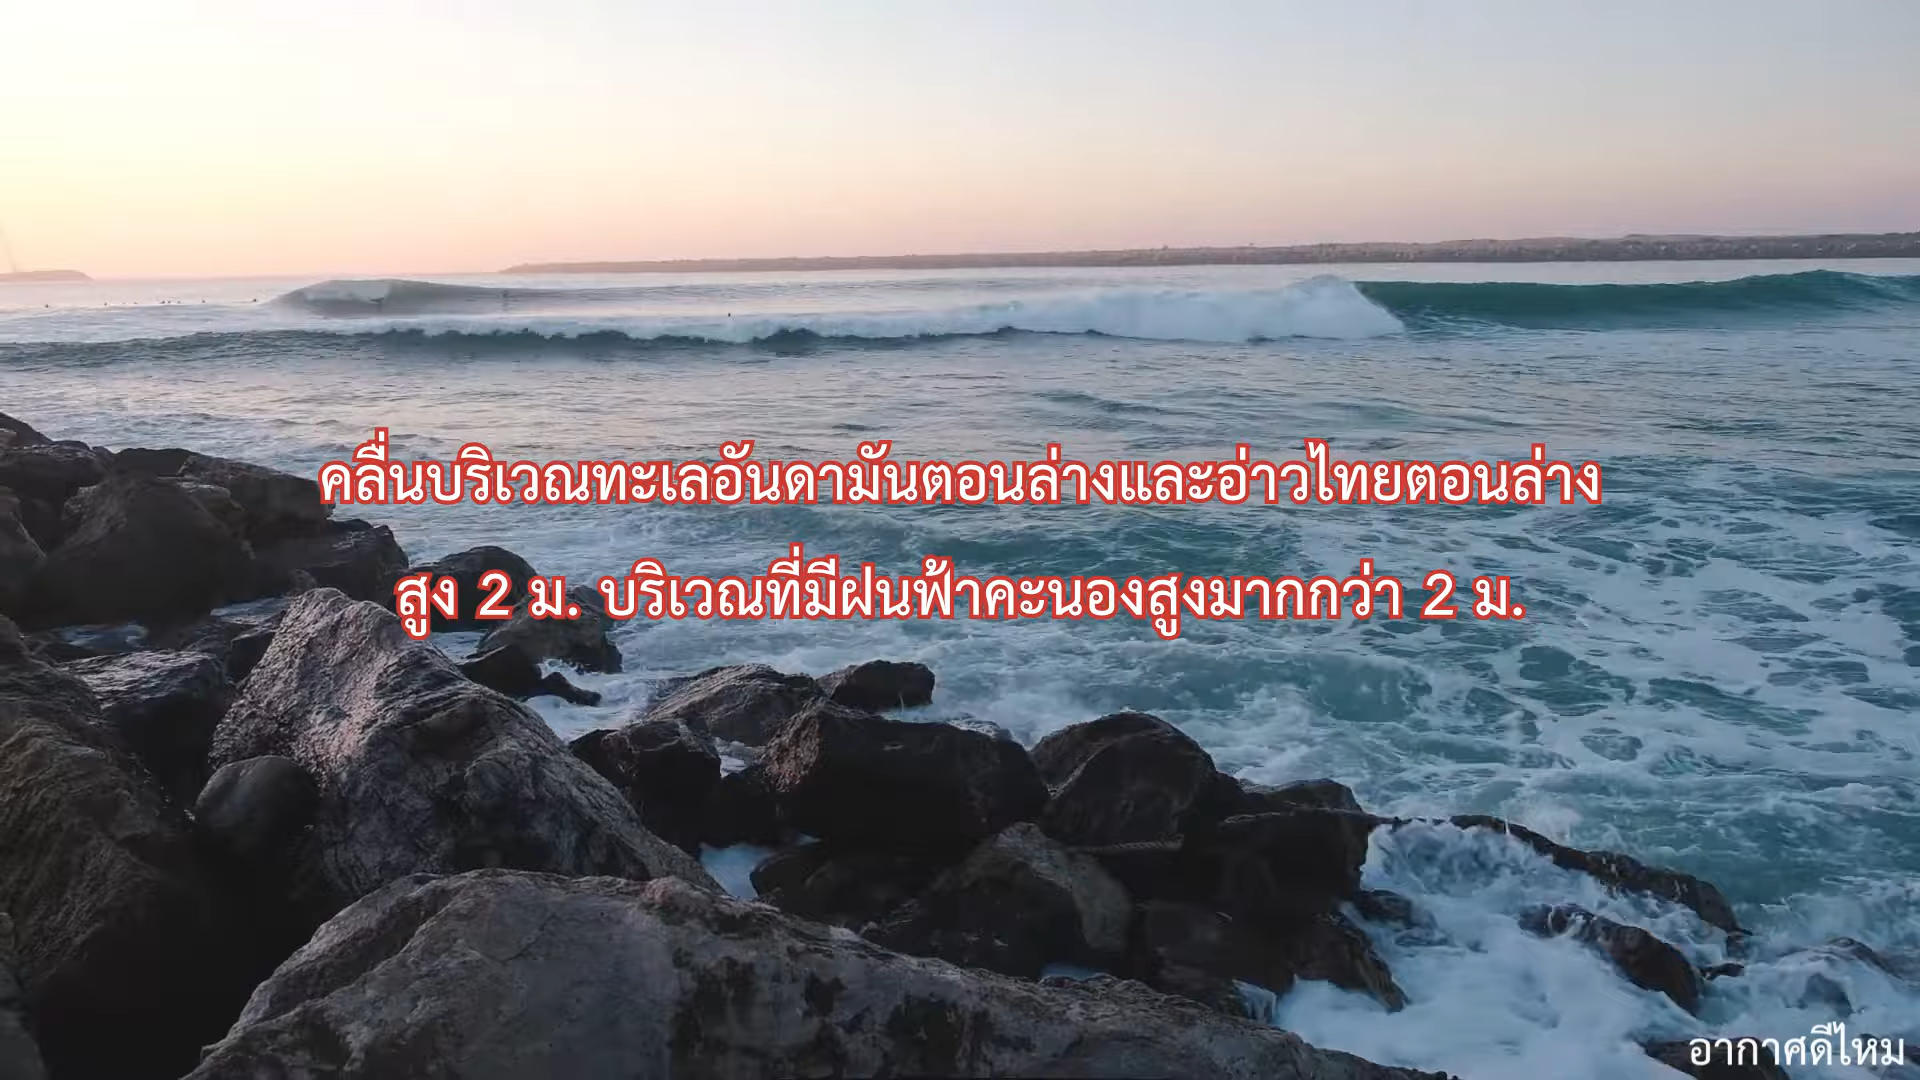 คลื่นบริเวณทะเลอันดามันตอนล่างและอ่าวไทยตอนล่าง
สูง 2 ม. บริเวณที่มีฝนฟ้าคะนองสูงมากกว่า 2 ม.
อากาศดีไหม